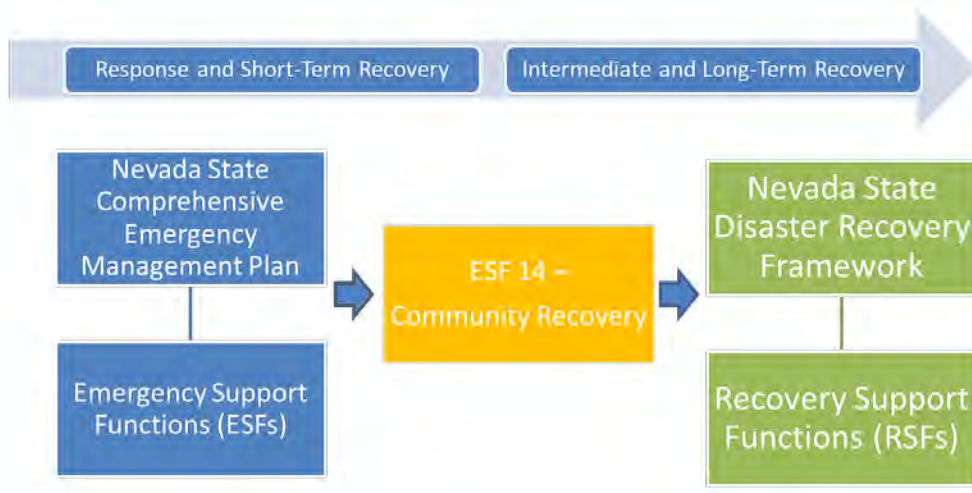 Response and Short-Term Recovery
Intermediate and Long-Term Recovery
Nevada State
Comprehensive
Emergency
Management Plan
ESF 14 –
Community Recovery
Nevada State
Disaster Recovery
Framework
Emergency Support
Functions (ESFs)
Recovery Support
Functions (RSFs)